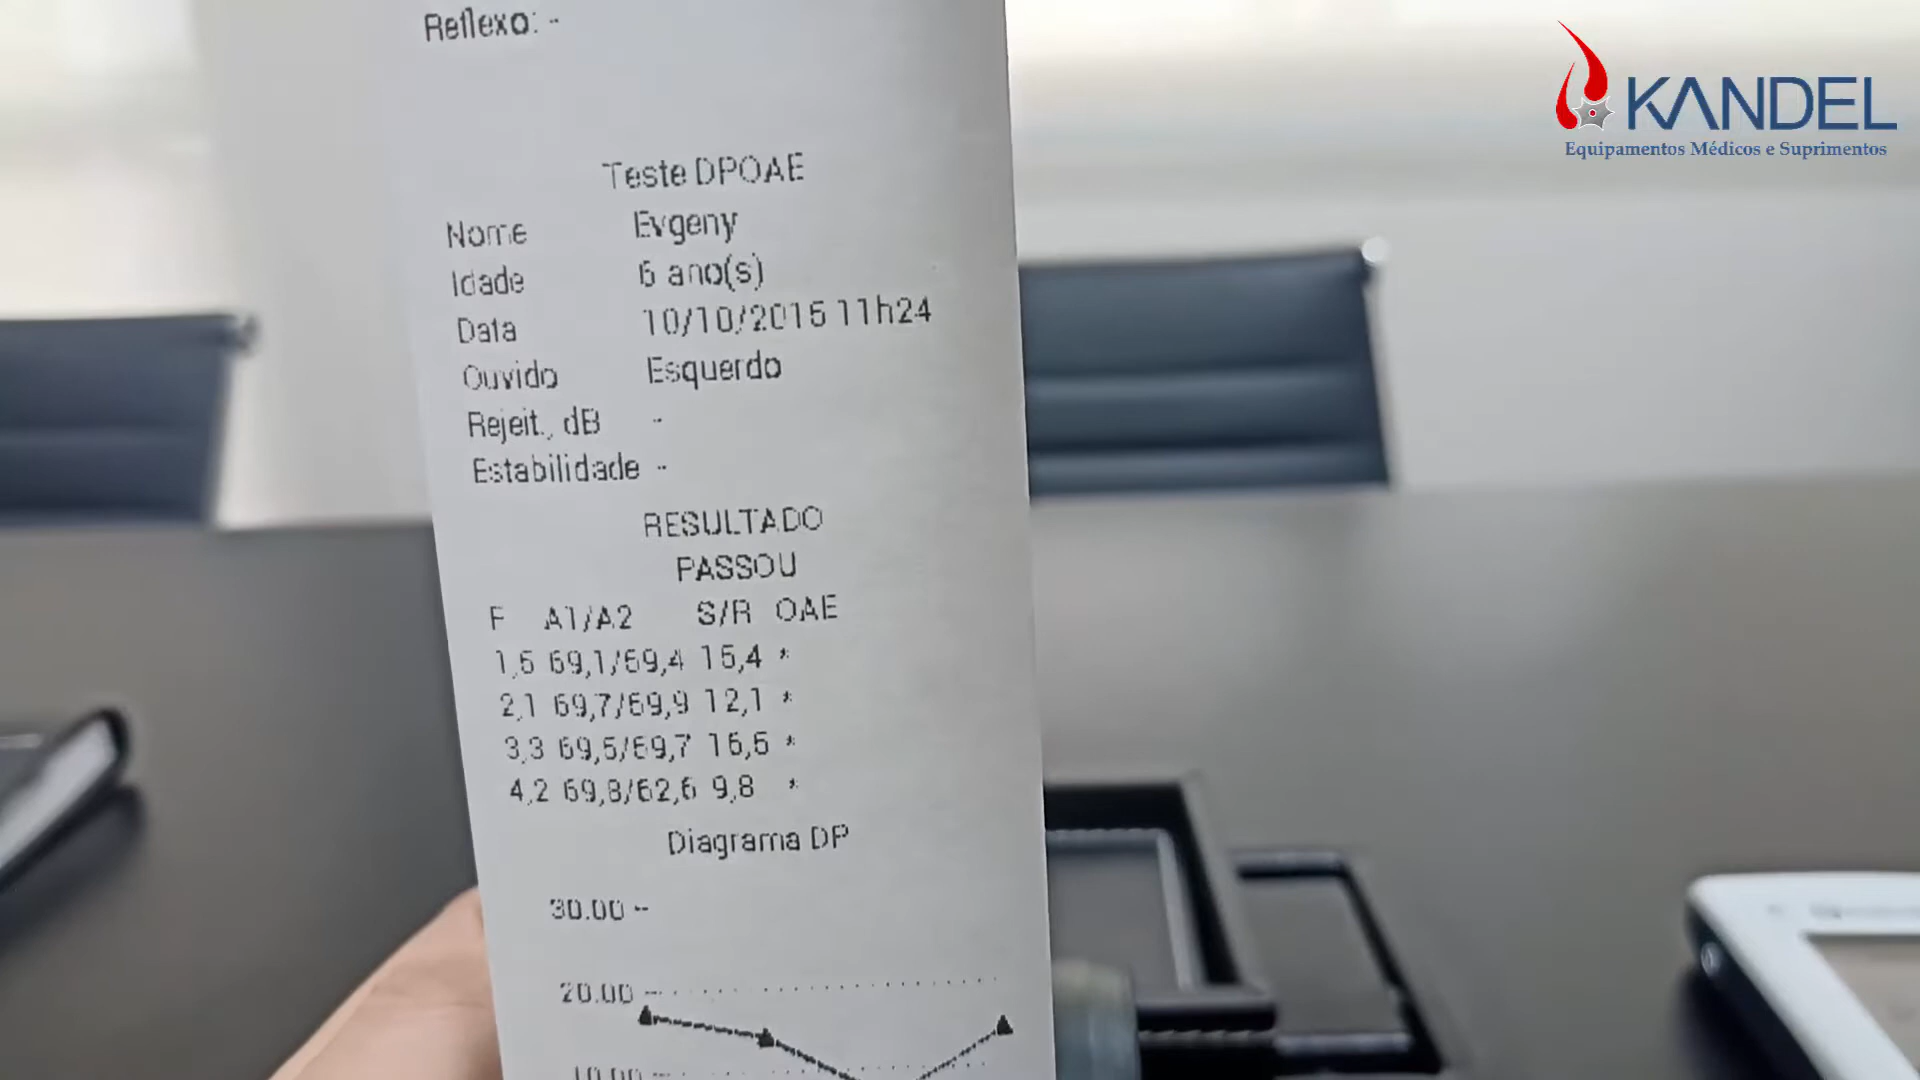 Reflexo: -
KANDEL
Equipamentos Médicos e Suprimentos
Teste DPOAE
Nome Evgeny
Idade 6 ano(s)
Data 10/10/2016 11h24
Ouvido Esquerdo
Rejeit., dB -
Estabilidade -
RESULTADO
PASSOU
F A1/A2 S/R OAE
1,5 69,1/69,4 15,4 *
2,1 69,7/69,9 12,1 *
3,3 69,5/69,7 16,5 *
4,2 69,8/62,6 9,8 *
Diagrama DP
30.00
20.00
10.00